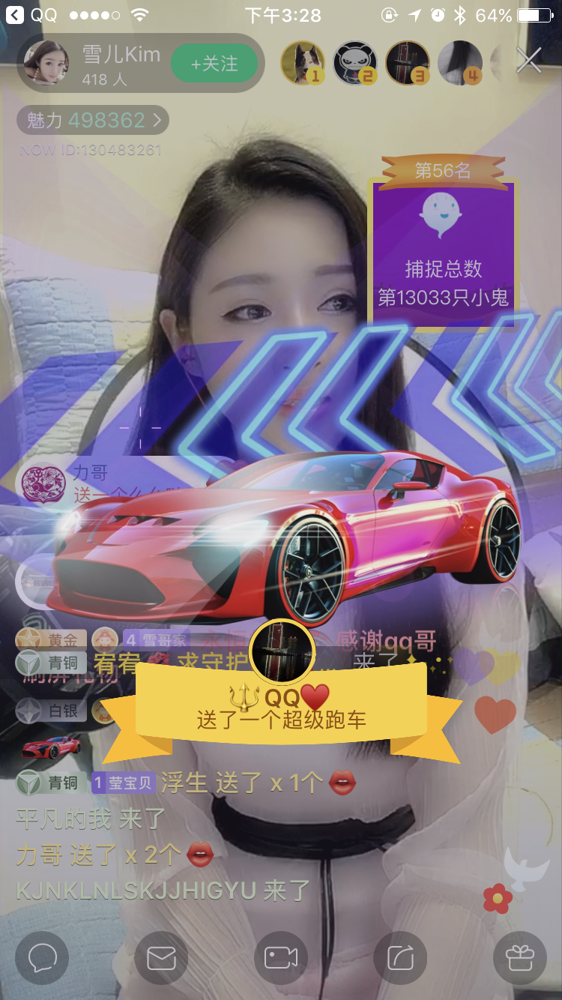 QQ
下午3:28
64%
雪儿Kim
418 人
+关注
1
2
3
4
魅力 498362
NOW ID:130483261
第56名
捕捉总数
第13033只小鬼
力哥
送一个么么哒
黄金
4 雪哥家
感谢qq哥
青铜
宥宥
求守护
... 来了
白银
QQ
送了一个超级跑车
青铜 1 莹宝贝 浮生 送了 x 1个
平凡的我 来了
力哥 送了 x 2个
KJNKLNLSKJJHIGYU 来了